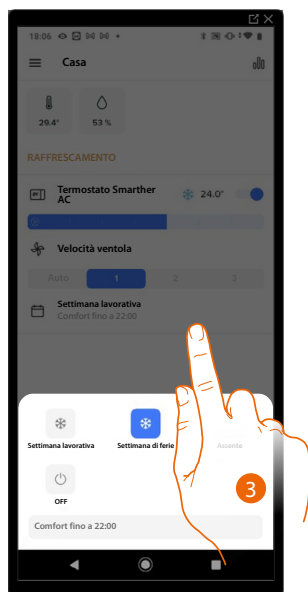 18:06
Casa
29.4°
53 %
RAFFRESCAMENTO
Termostato Smarther
AC
24.0°
Velocità ventola
Auto 1 2 3
Settimana lavorativa
Comfort fino a 22:00
Settimana lavorativa
Settimana di ferie
Assente
OFF
3
Comfort fino a 22:00